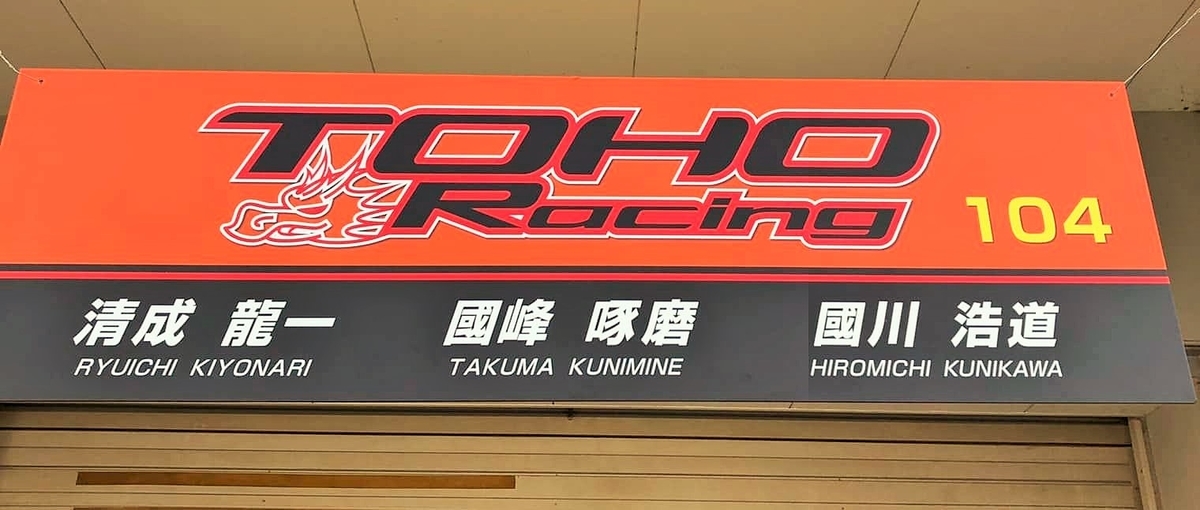 TOHO
Racing
104
清成 龍一 國峰 啄磨 國川 浩道
RYUICHI KIYONARI TAKUMA KUNIMINE HIROMICHI KUNIKAWA